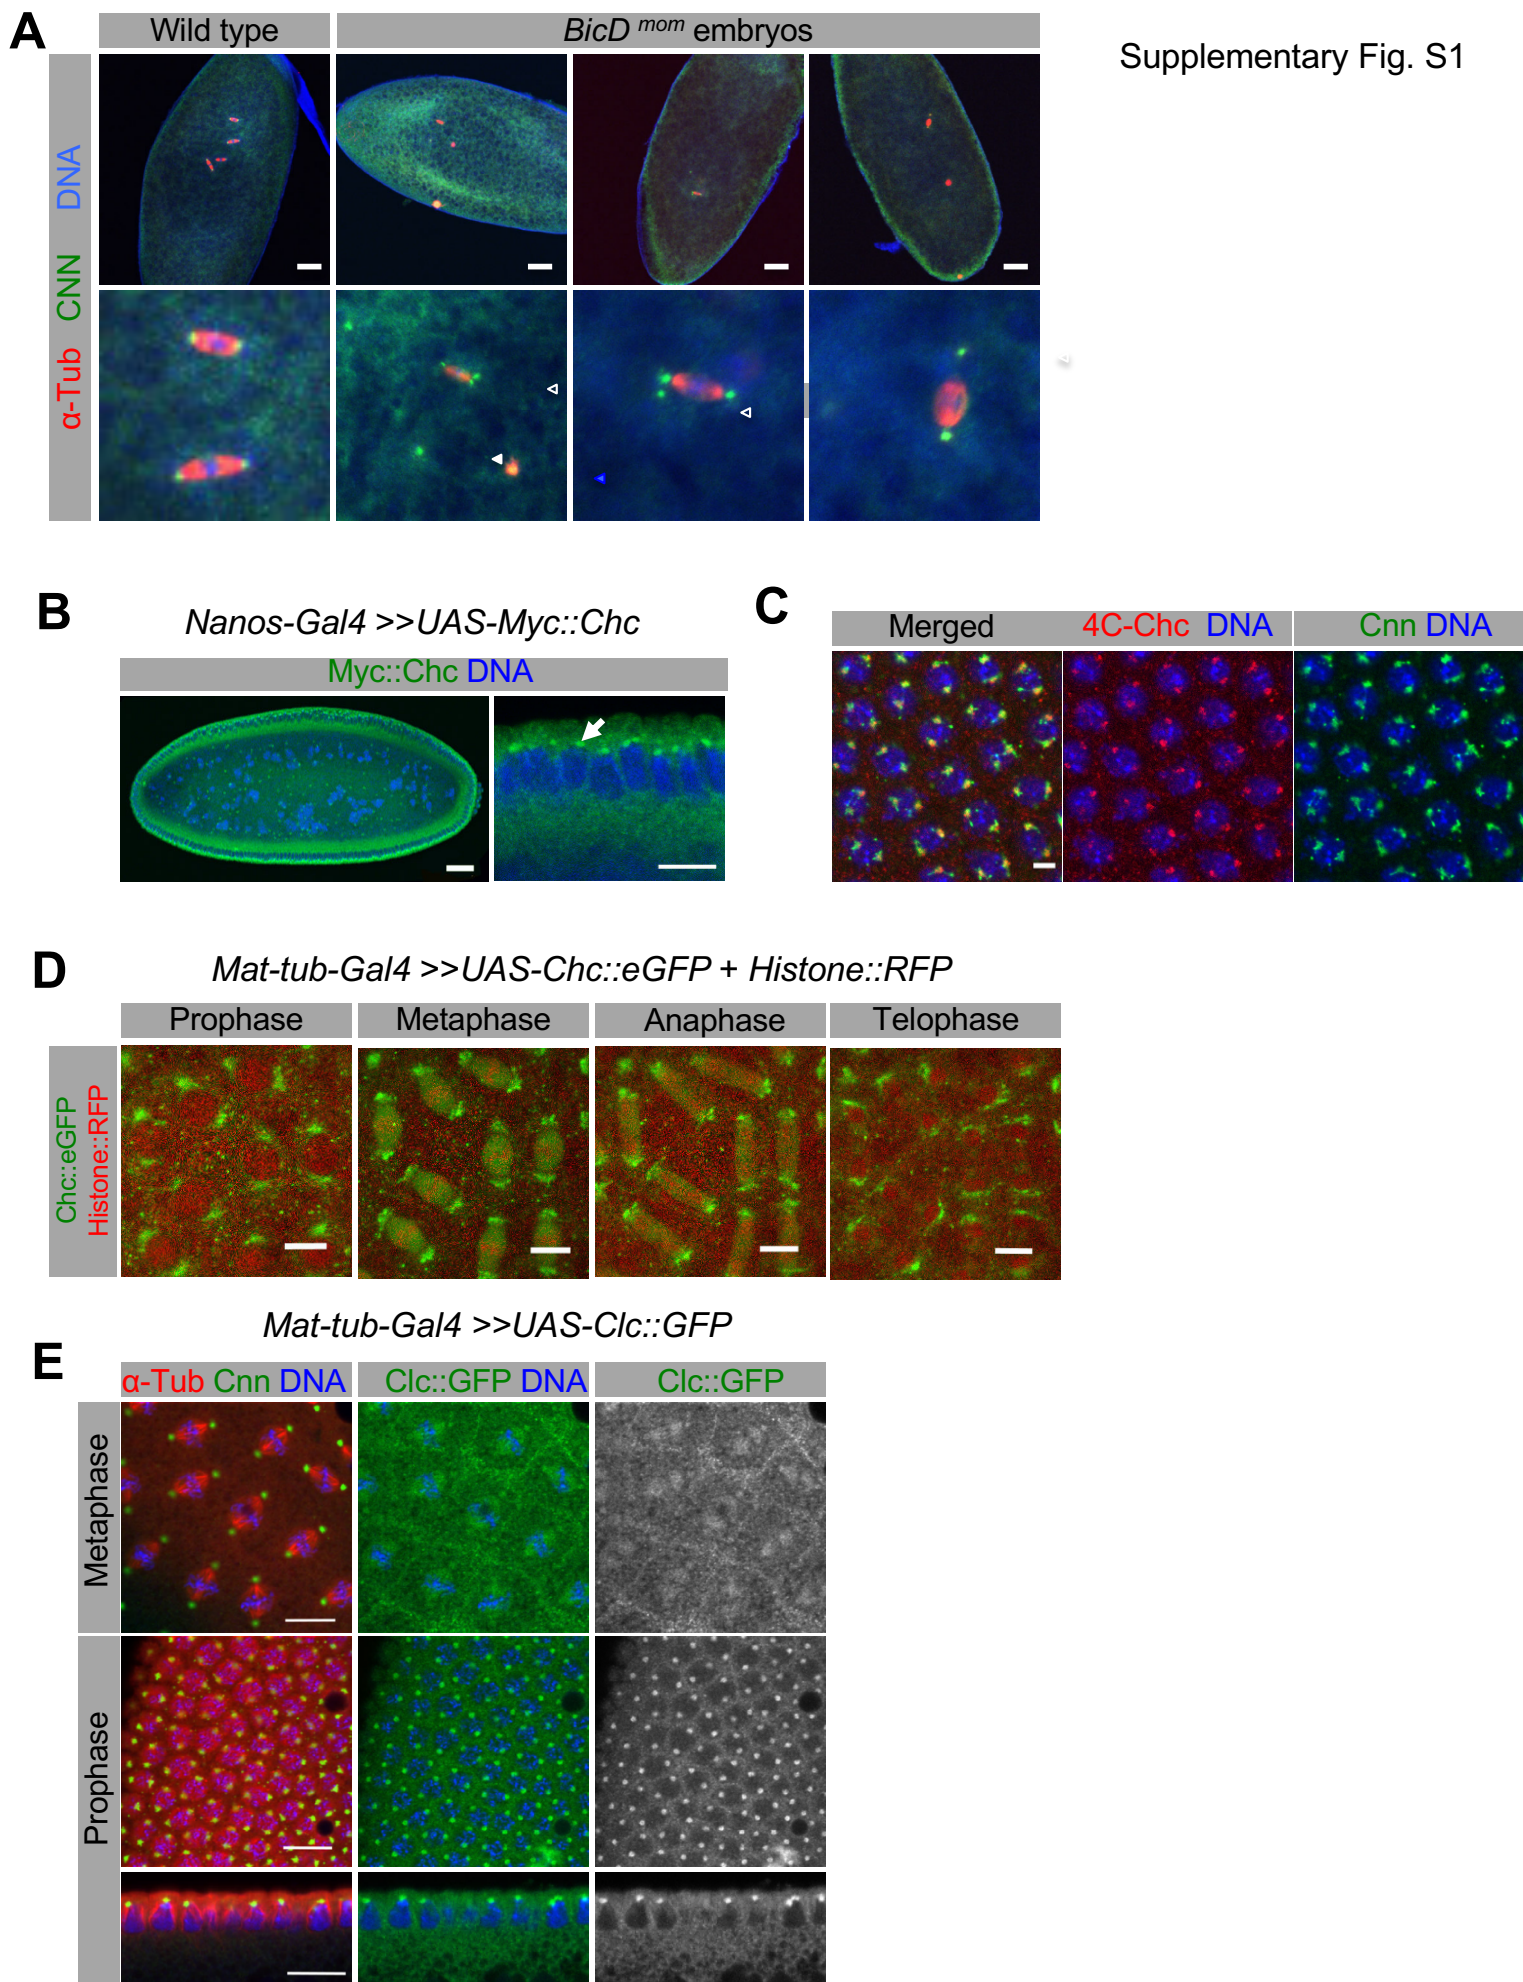 A
Wild type
BicD mom embryos
Supplementary Fig. S1
α-Tub CNN DNA
B
Nanos-Gal4 >>UAS-Myc::Chc
Myc::Chc DNA
C
Merged
4C-Chc DNA
Cnn DNA
D
Mat-tub-Gal4 >>UAS-Chc::eGFP + Histone::RFP
Prophase
Metaphase
Anaphase
Telophase
Chc::eGFP
Histone::RFP
Mat-tub-Gal4 >>UAS-Clc::GFP
E
α-Tub Cnn DNA
Clc::GFP DNA
Clc::GFP
Metaphase
Prophase